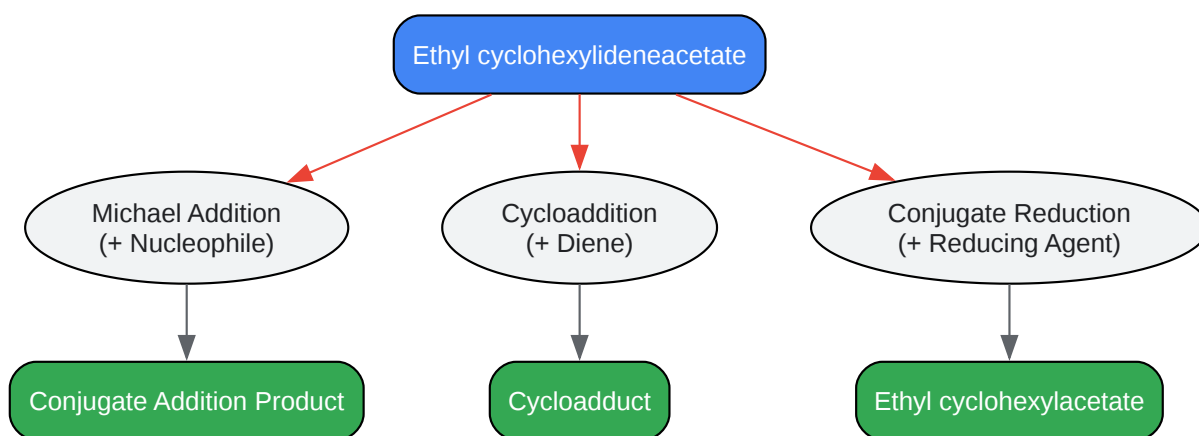 Ethyl cyclohexylideneacetate
Michael Addition
(+ Nucleophile)
Cycloaddition
(+ Diene)
Conjugate Reduction
(+ Reducing Agent)
Conjugate Addition Product
Cycloadduct
Ethyl cyclohexylacetate